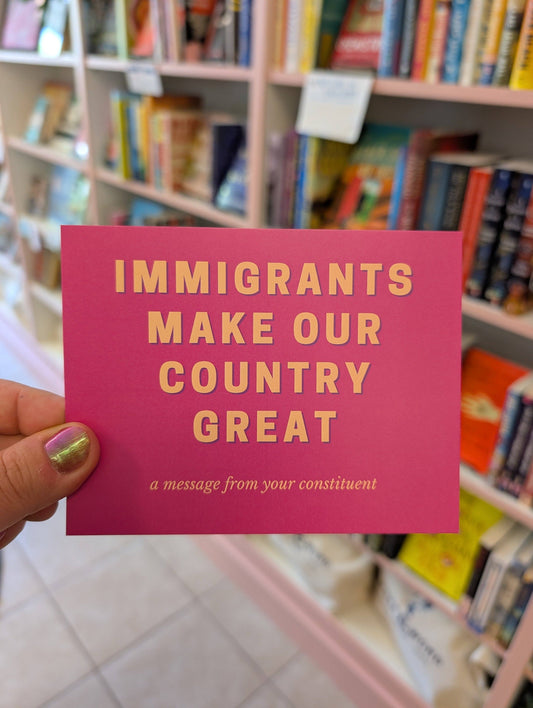 IMMIGRANTS
MAKE OUR
COUNTRY
GREAT
a message from your constituent